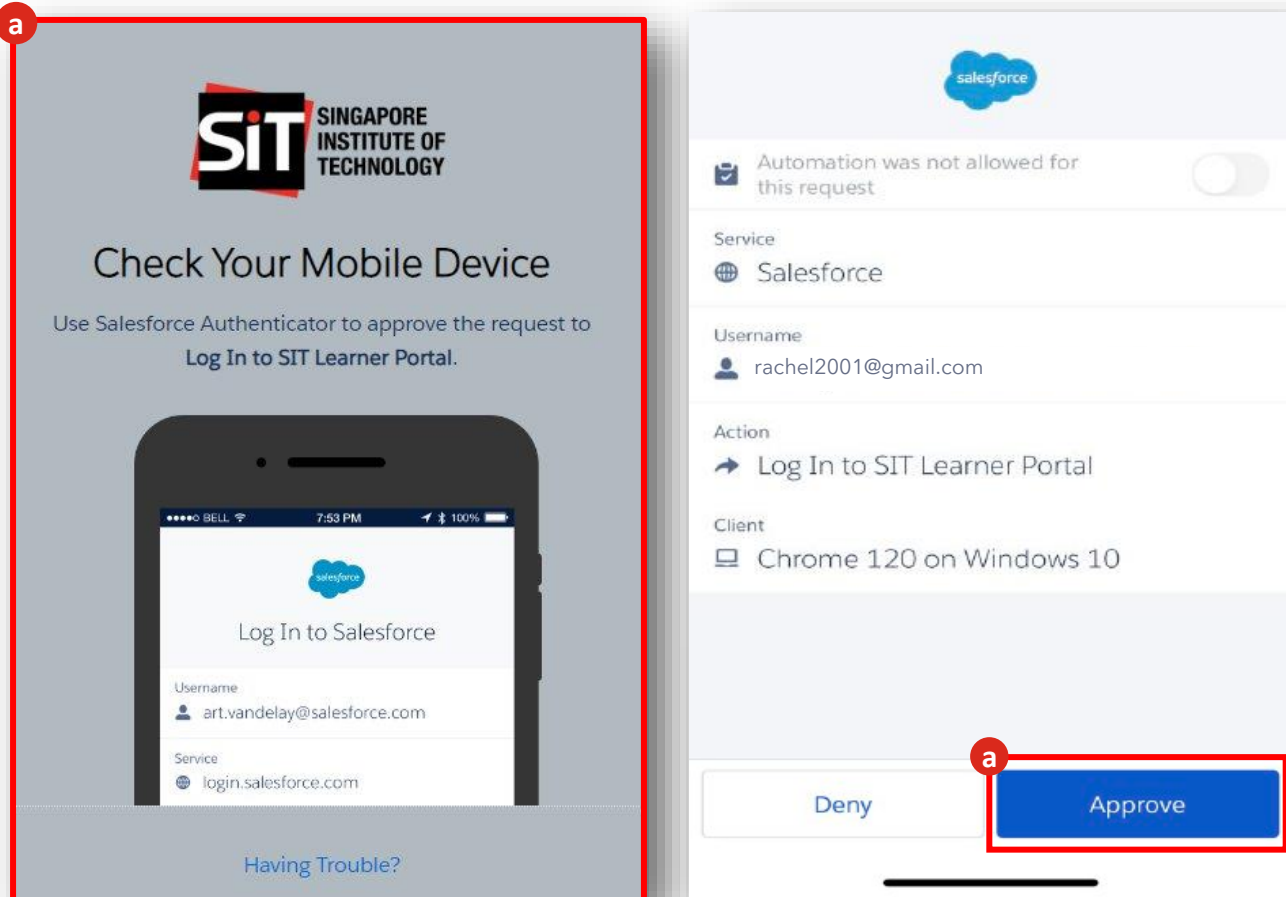 a
SiT
SINGAPORE
INSTITUTE OF
TECHNOLOGY
Check Your Mobile Device
Use Salesforce Authenticator to approve the request to
Log In to SIT Learner Portal.
BELL 7:53 PM 100%
salesforce
Log In to Salesforce
Username
art.vandelay@salesforce.com
Service
login.salesforce.com
Having Trouble?
salesforce
Automation was not allowed for
this request
Service
Salesforce
Username
rachel2001@gmail.com
Action
Log In to SIT Learner Portal
Client
Chrome 120 on Windows 10
a
Deny
Approve